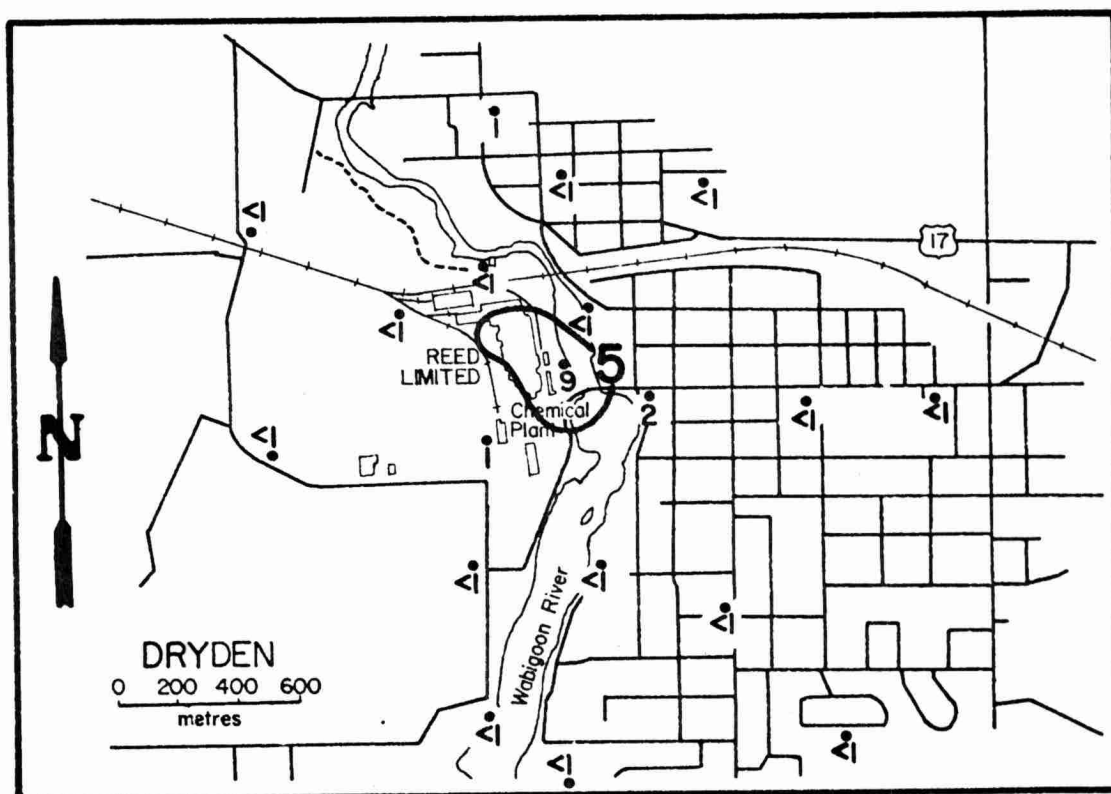 1
<1
<1
17
<1
<1
<1
<1
REED
LIMITED
9
5
Chemical
Plant
2
<1
<1
<1
1
N
<1
<1
<1
Wabigoon River
DRYDEN
0 200 400 600
metres
<1
<1
<1